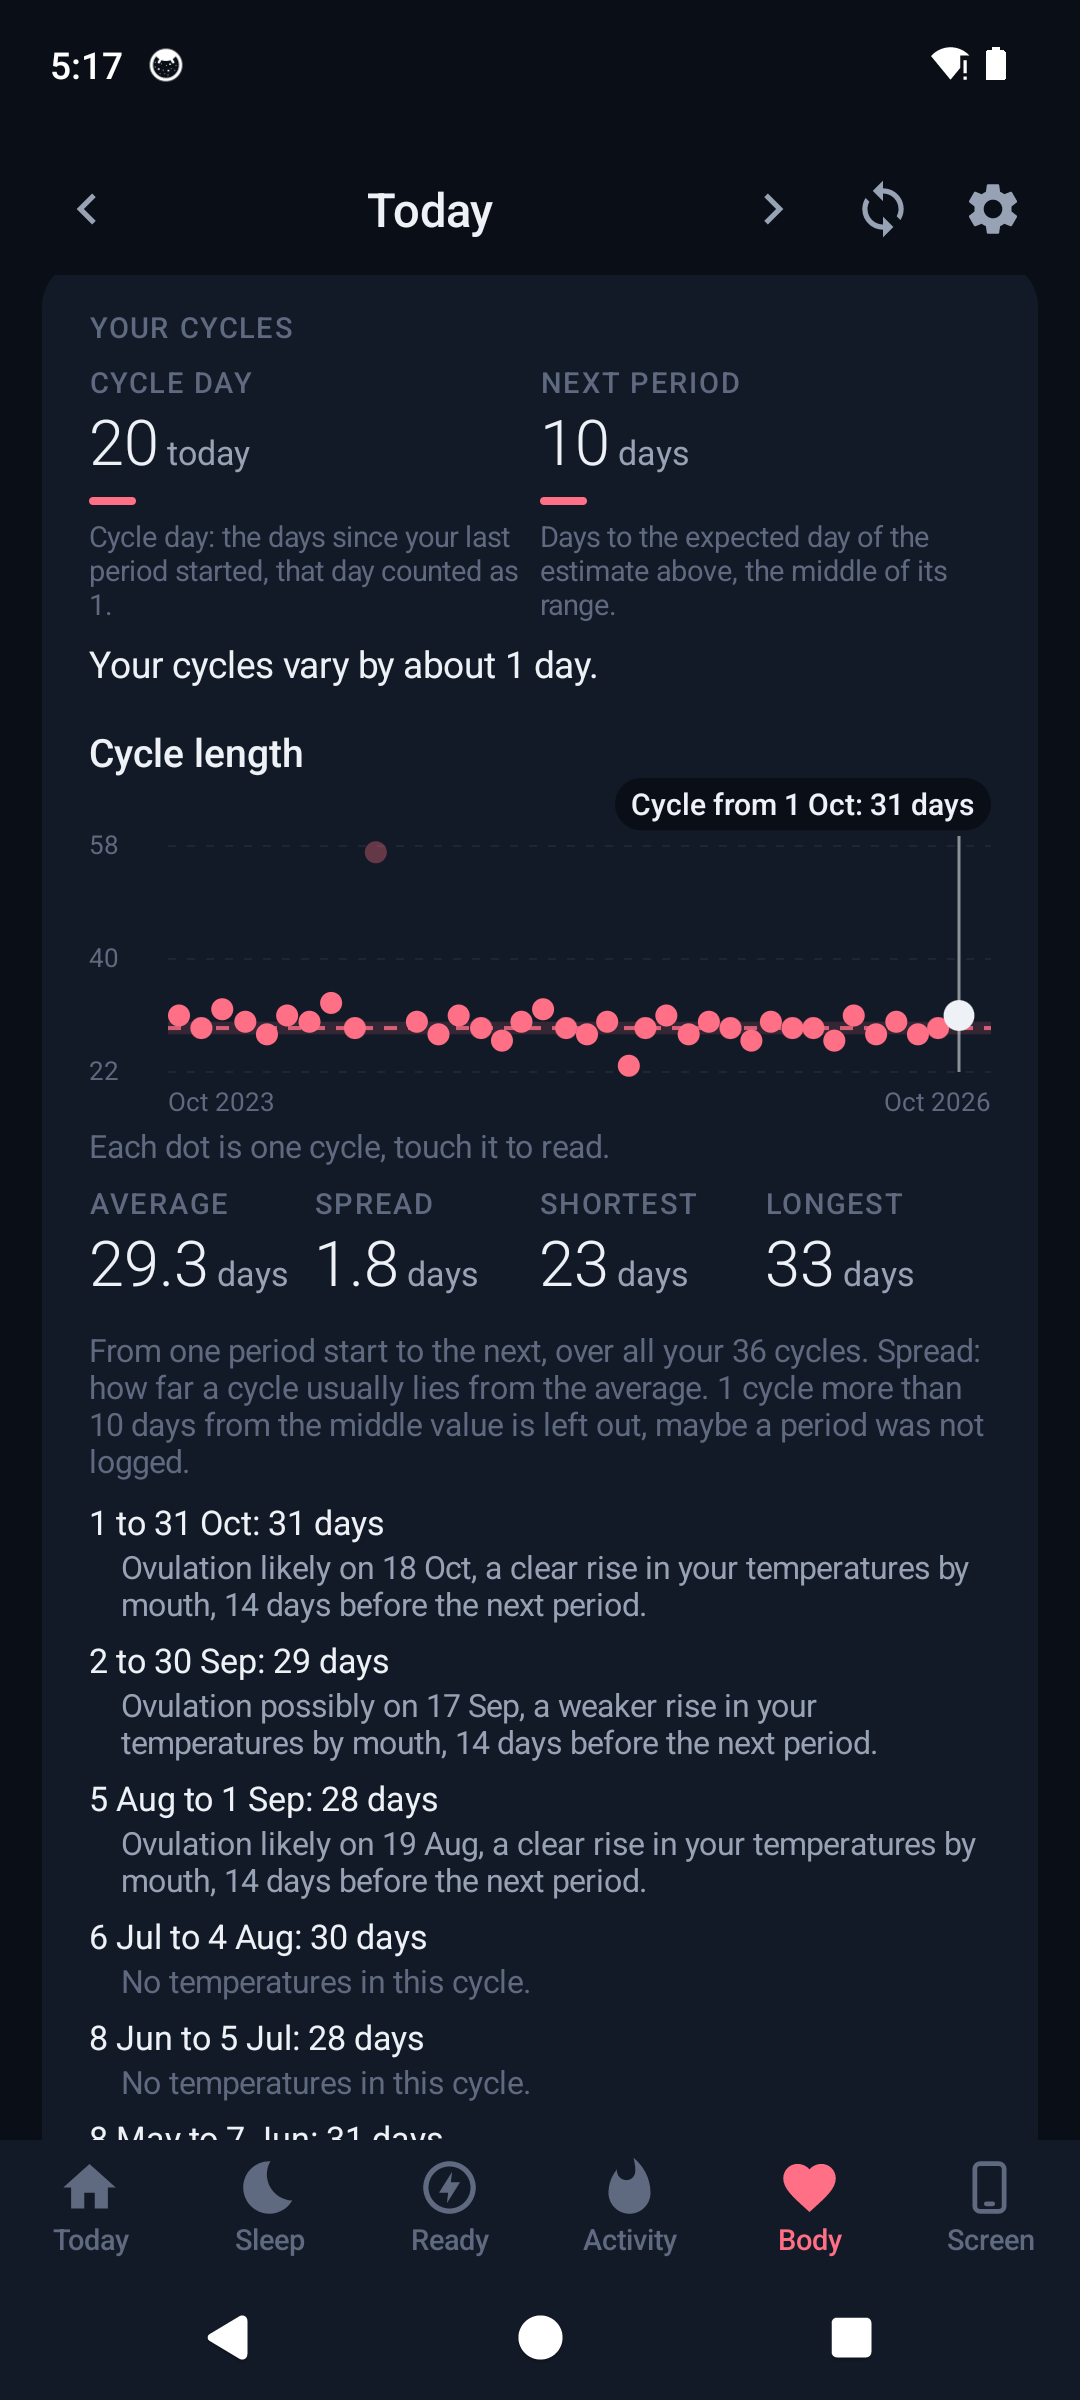 5:17
Today
YOUR CYCLES
CYCLE DAY
20 today
Cycle day: the days since your last
period started, that day counted as
1.
NEXT PERIOD
10 days
Days to the expected day of the
estimate above, the middle of its
range.
Your cycles vary by about 1 day.
Cycle length
Cycle from 1 Oct: 31 days
58
40
22
Oct 2023
Oct 2026
Each dot is one cycle, touch it to read.
AVERAGE
29.3 days
SPREAD
1.8 days
SHORTEST
23 days
LONGEST
33 days
From one period start to the next, over all your 36 cycles. Spread:
how far a cycle usually lies from the average. 1 cycle more than
10 days from the middle value is left out, maybe a period was not
logged.
1 to 31 Oct: 31 days
Ovulation likely on 18 Oct, a clear rise in your temperatures by
mouth, 14 days before the next period.
2 to 30 Sep: 29 days
Ovulation possibly on 17 Sep, a weaker rise in your
temperatures by mouth, 14 days before the next period.
5 Aug to 1 Sep: 28 days
Ovulation likely on 19 Aug, a clear rise in your temperatures by
mouth, 14 days before the next period.
6 Jul to 4 Aug: 30 days
No temperatures in this cycle.
8 Jun to 5 Jul: 28 days
No temperatures in this cycle.
8 May to 7 Jun: 31 days
Today
Sleep
Ready
Activity
Body
Screen